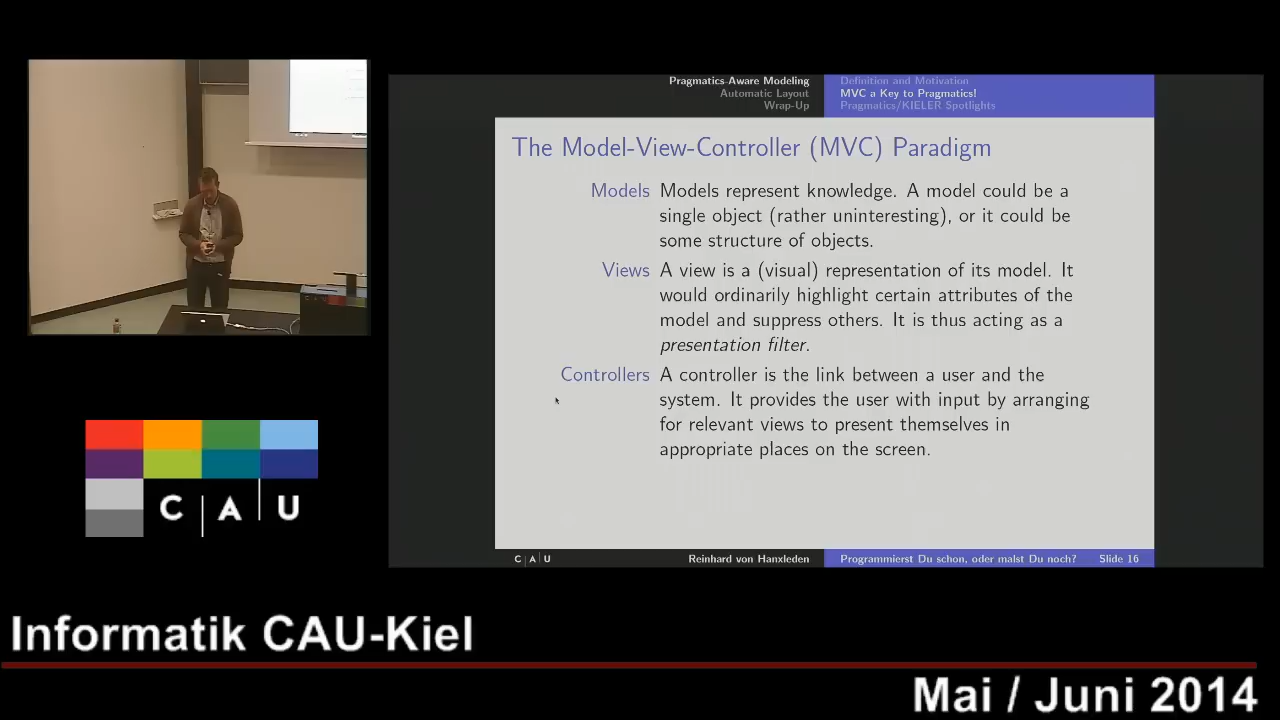 Pragmatics-Aware Modeling
Automatic Layout
Wrap-Up
Definition and Motivation
MVC a Key to Pragmatics!
Pragmatics/KIELER Spotlights
The Model-View-Controller (MVC) Paradigm
Models Models represent knowledge. A model could be a
single object (rather uninteresting), or it could be
some structure of objects.
Views A view is a (visual) representation of its model. It
would ordinarily highlight certain attributes of the
model and suppress others. It is thus acting as a
presentation filter.
Controllers A controller is the link between a user and the
system. It provides the user with input by arranging
for relevant views to present themselves in
appropriate places on the screen.
C A U Reinhard von Hanxleden Programmierst Du schon, oder malst Du noch? Slide 16
C A U
Informatik CAU-Kiel
Mai / Juni 2014